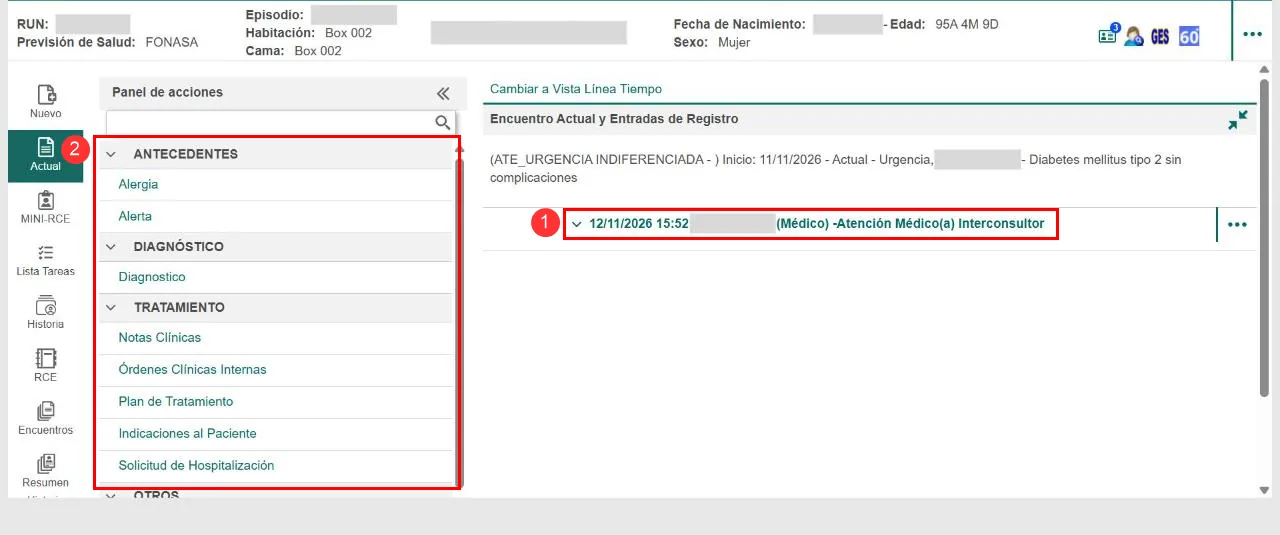 RUN:
Previsión de Salud: FONASA
Episodio:
Habitación: Box 002
Cama: Box 002
Fecha de Nacimiento: - Edad: 95A 4M 9D
Sexo: Mujer
3
GES
60
Nuevo
Actual
2
MINI-RCE
Lista Tareas
Historia
RCE
Encuentros
Resumen
Panel de acciones
ANTECEDENTES
Alergia
Alerta
DIAGNÓSTICO
Diagnostico
TRATAMIENTO
Notas Clínicas
Órdenes Clínicas Internas
Plan de Tratamiento
Indicaciones al Paciente
Solicitud de Hospitalización
OTROS
Cambiar a Vista Línea Tiempo
Encuentro Actual y Entradas de Registro
(ATE_URGENCIA INDIFERENCIADA - ) Inicio: 11/11/2026 - Actual - Urgencia, - Diabetes mellitus tipo 2 sin
complicaciones
1
12/11/2026 15:52 (Médico) -Atención Médico(a) Interconsultor